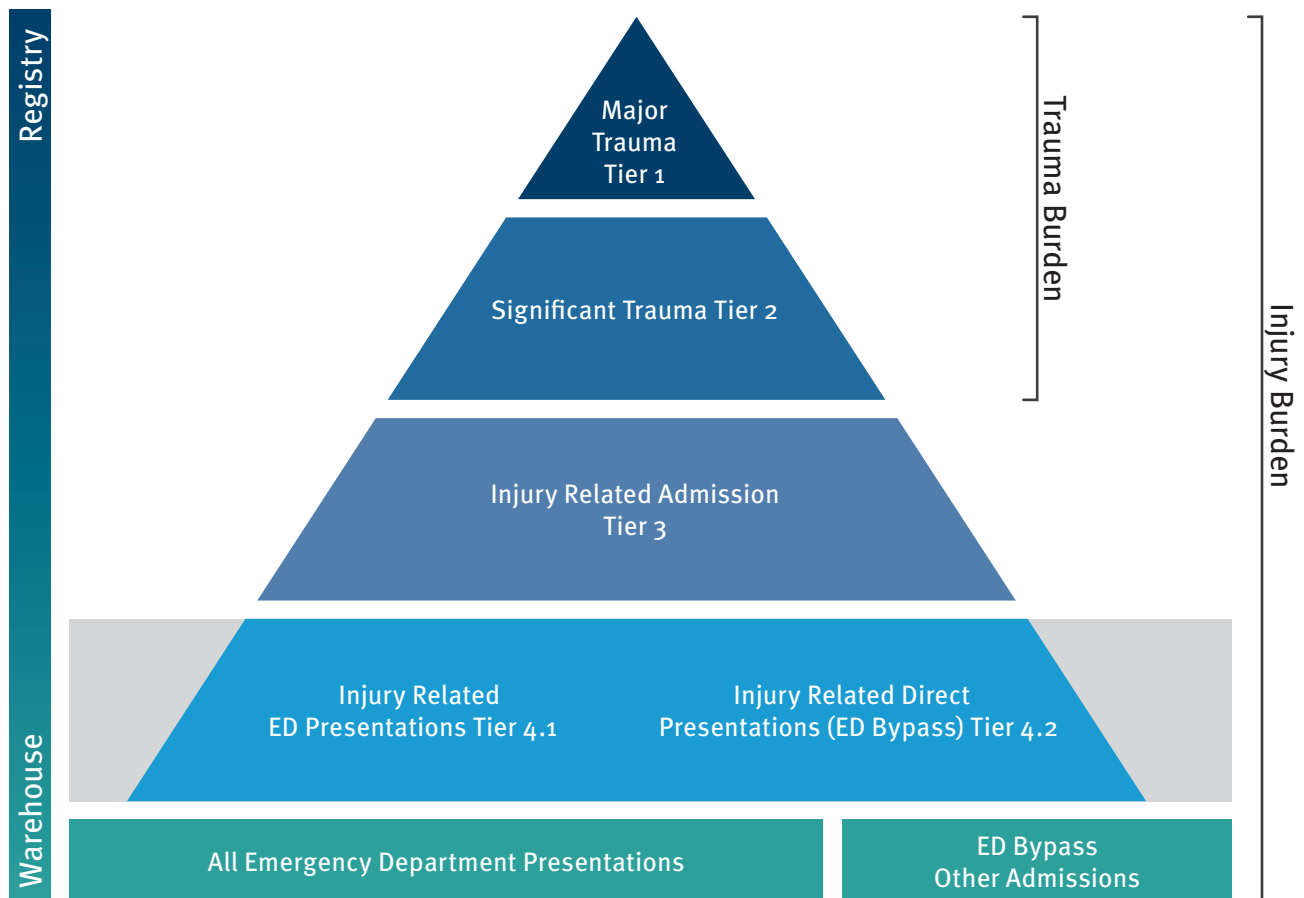 Registry
Warehouse
Major
Trauma
Tier 1
Significant Trauma Tier 2
Injury Related Admission
Tier 3
Injury Related
ED Presentations Tier 4.1
Injury Related Direct
Presentations (ED Bypass) Tier 4.2
All Emergency Department Presentations
ED Bypass
Other Admissions
Trauma Burden
Injury Burden